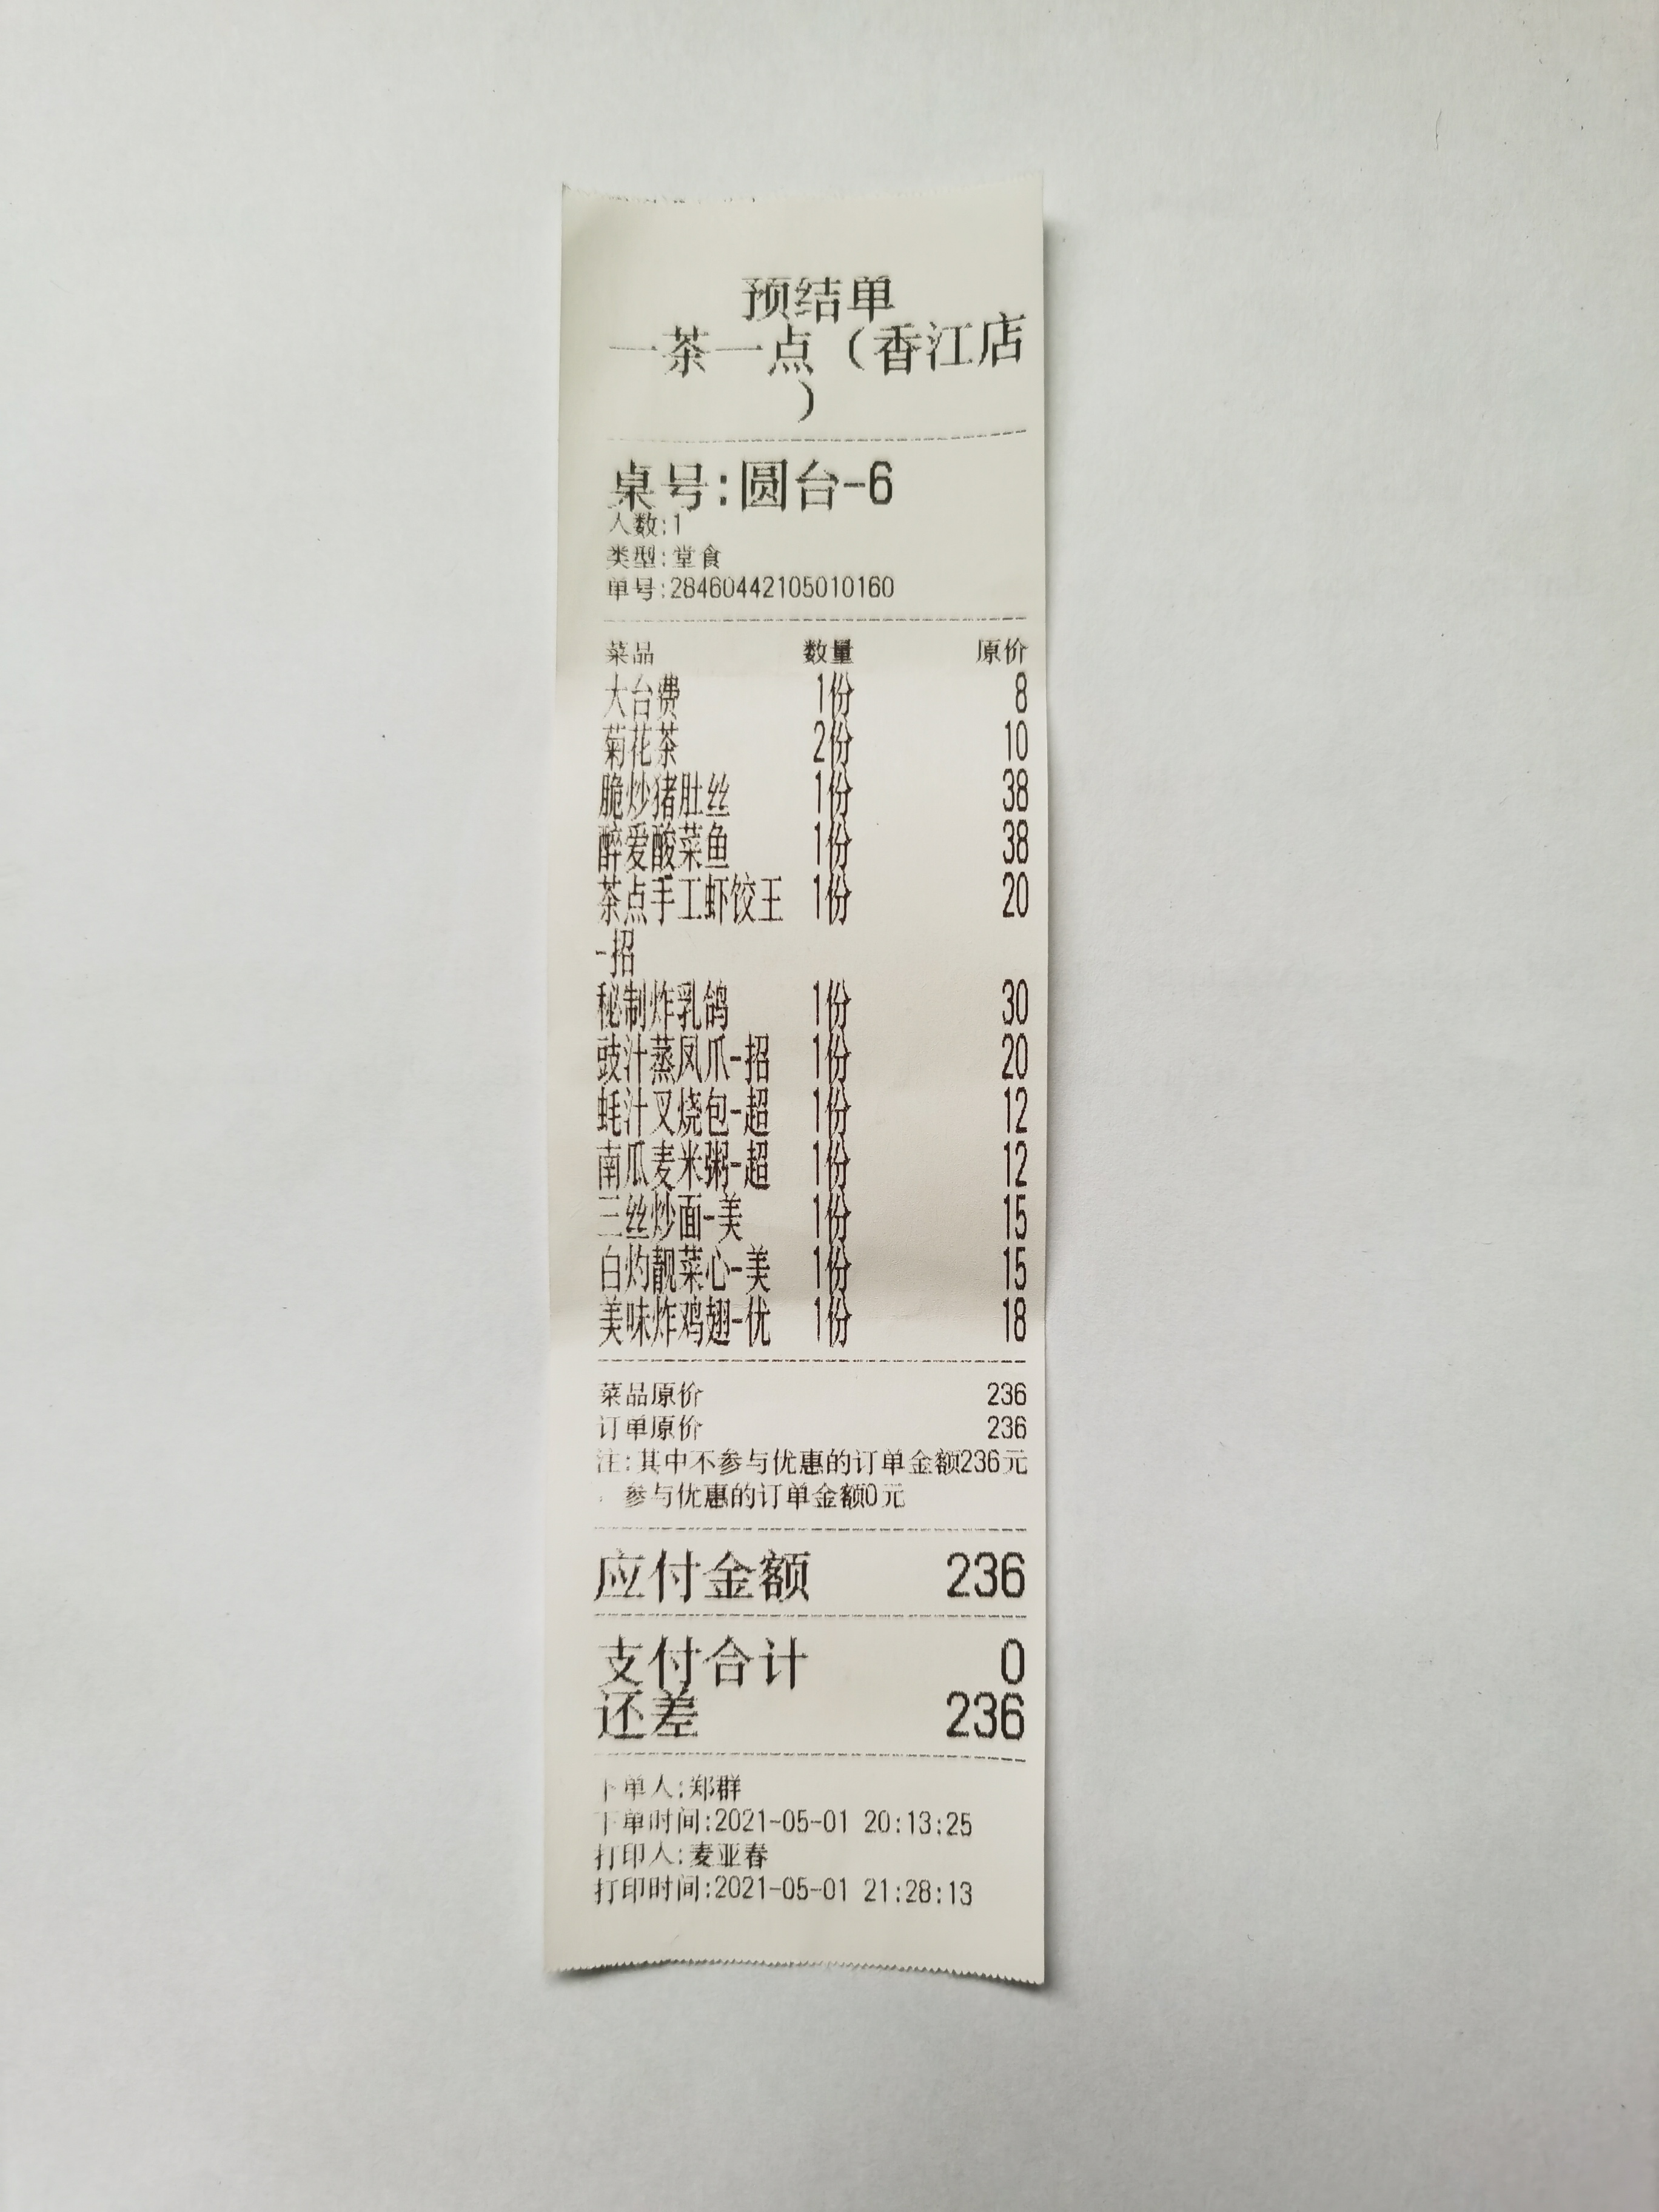 预结单
一茶一点（香江店
）
桌号:圆台-6
人数:1
类型:堂食
单号:28460442105010160
菜品 数量 原价
大台费 1份 8
菊花茶 2份 10
脆炒猪肚丝 1份 38
醉爱酸菜鱼 1份 38
茶点手工虾饺王 1份 20
-招
秘制炸乳鸽 1份 30
豉汁蒸凤爪-招 1份 20
蚝汁叉烧包-超 1份 12
南瓜麦米粥-超 1份 12
三丝炒面-美 1份 15
白灼靓菜心-美 1份 15
美味炸鸡翅-优 1份 18
菜品原价 236
订单原价 236
注:其中不参与优惠的订单金额236元
，参与优惠的订单金额0元
应付金额 236
支付合计 0
还差 236
下单人:郑群
下单时间:2021-05-01 20:13:25
打印人:麦亚春
打印时间:2021-05-01 21:28:13